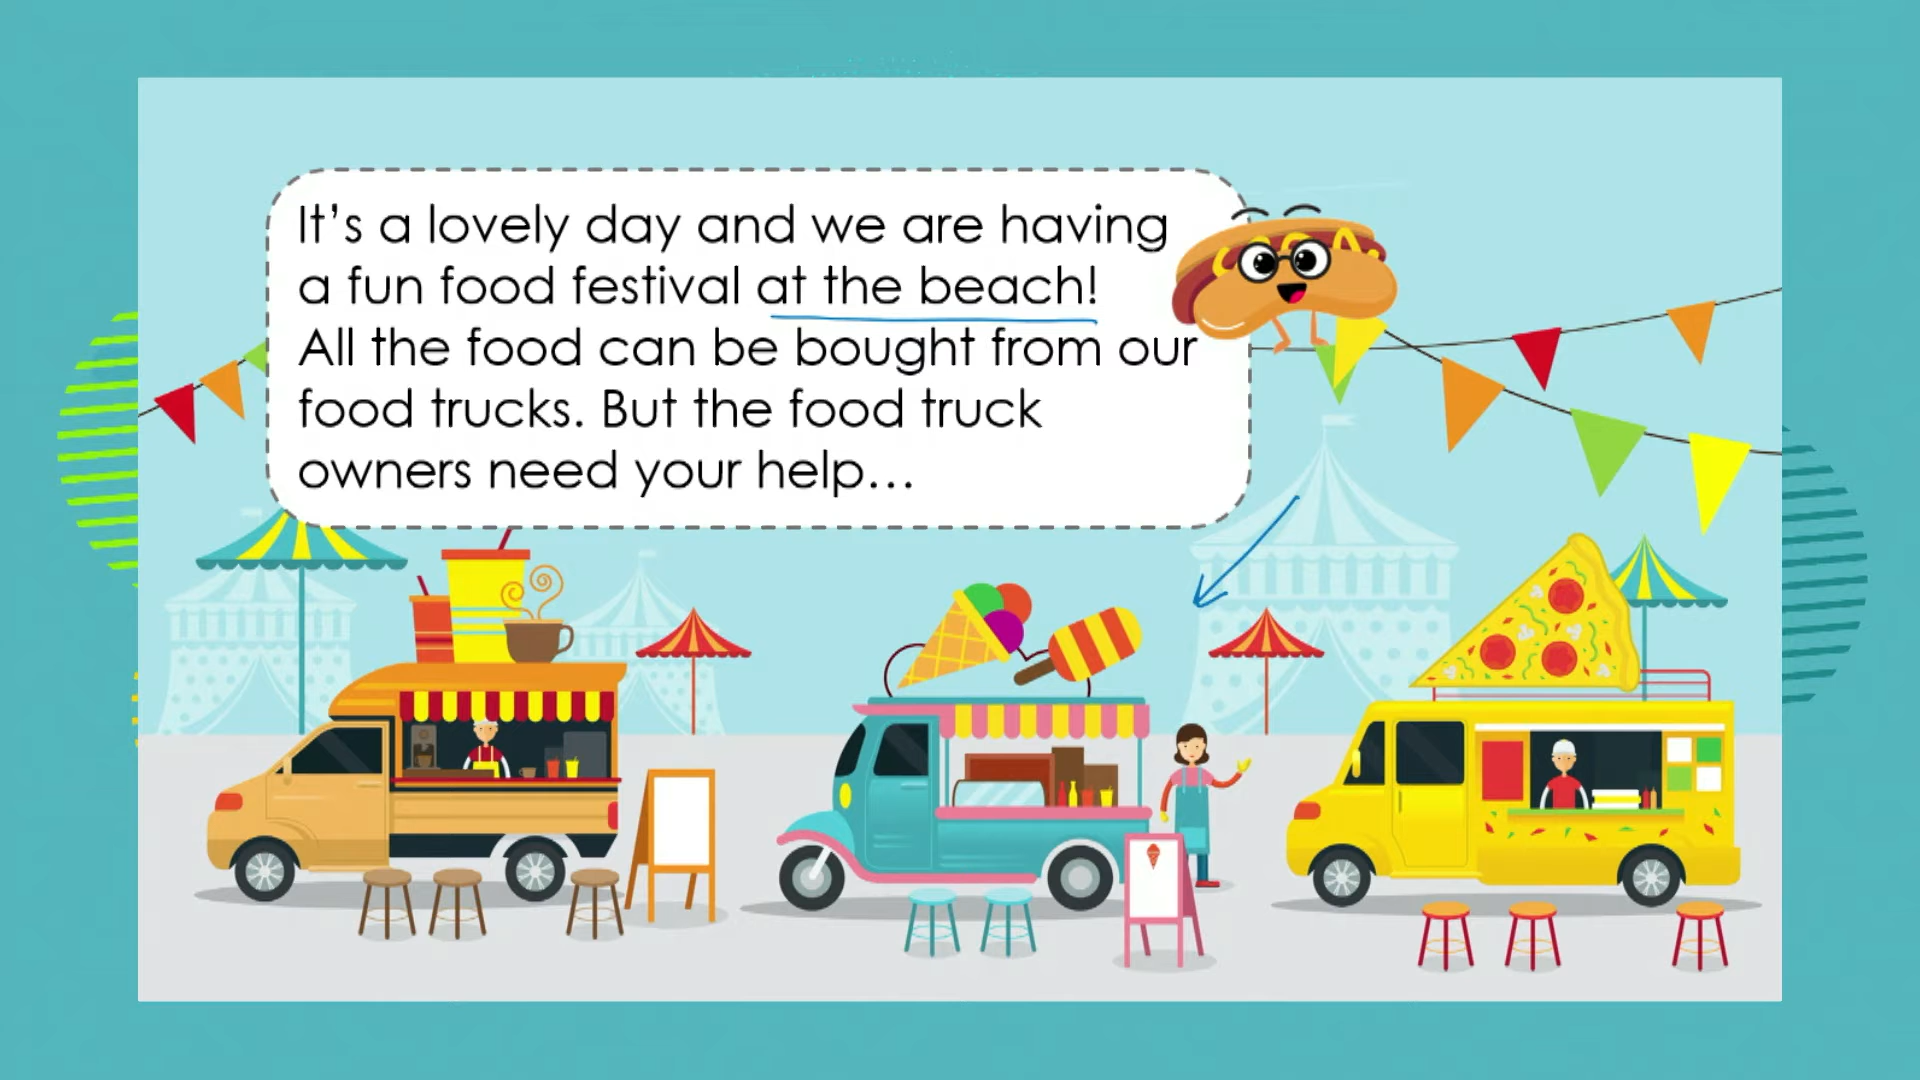 It’s a lovely day and we are having
a fun food festival at the beach!
All the food can be bought from our
food trucks. But the food truck
owners need your help…